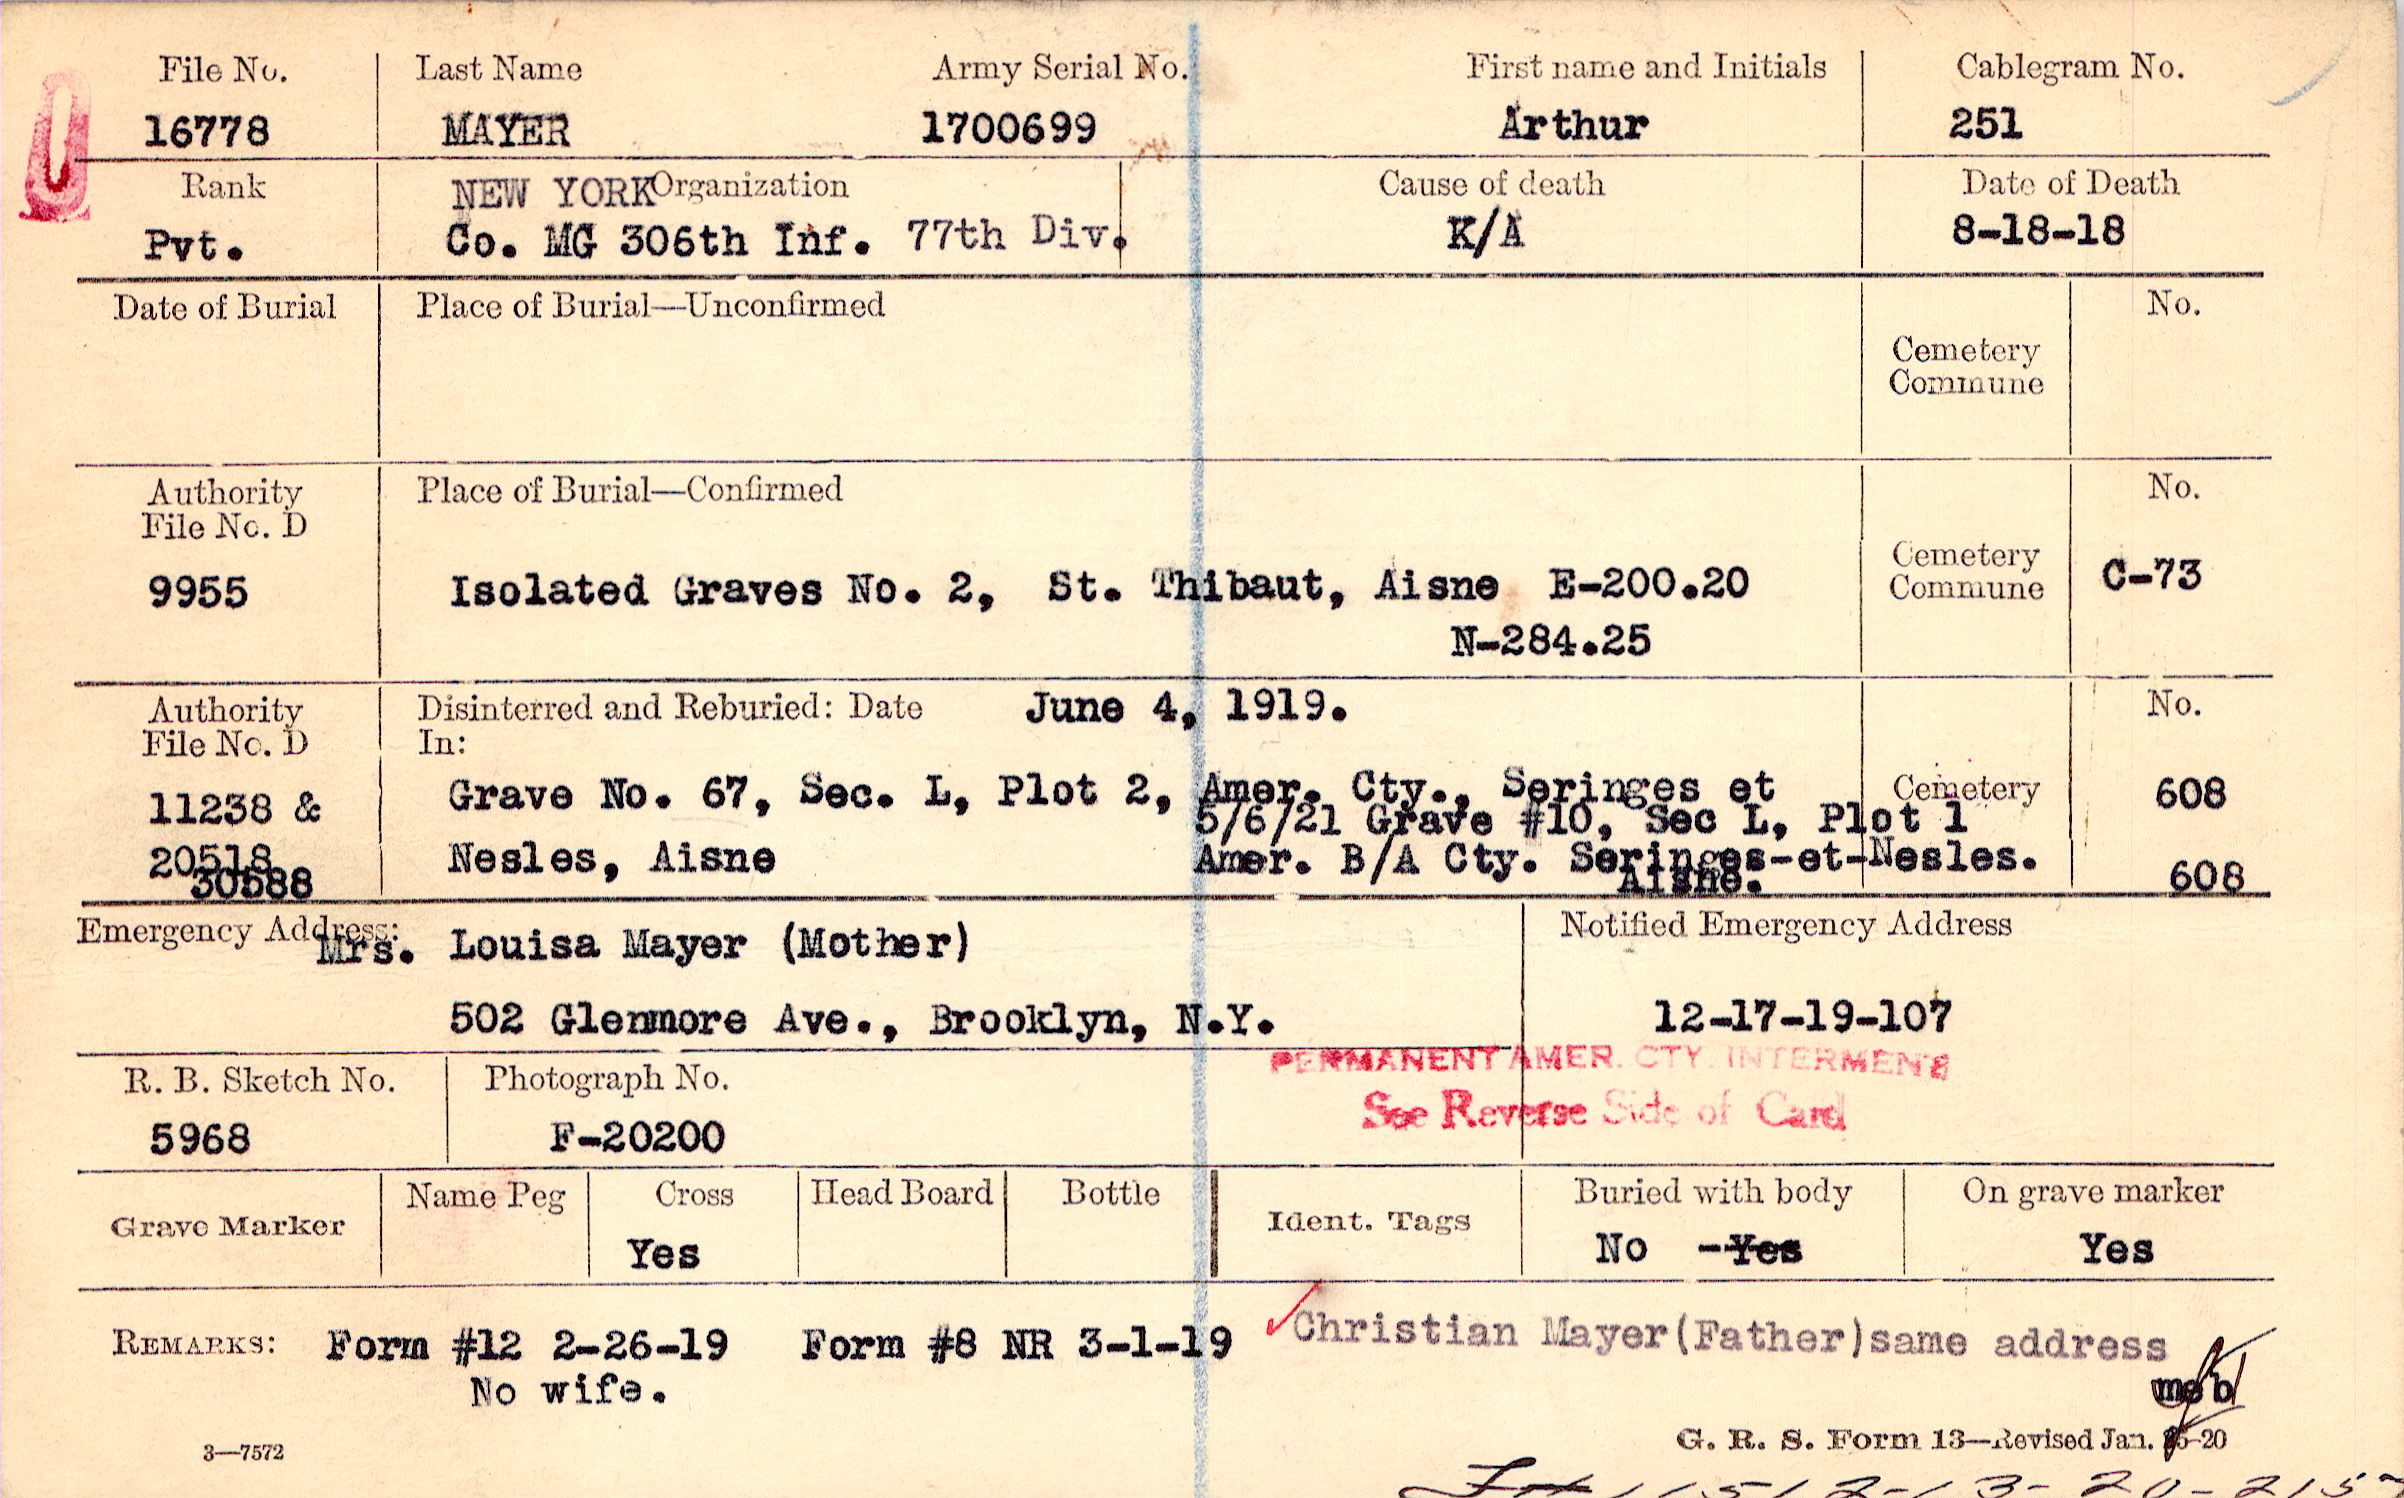 File No. Last Name Army Serial No. First name and Initials Cablegram No.
16778 MAYER 1700699 Arthur 251
Rank NEW YORK Organization Cause of death Date of Death
Pvt. Co. MG 306th Inf. 77th Div. K/A 8-18-18
Date of Burial Place of Burial—Unconfirmed No.
Cemetery
Commune
Authority Place of Burial—Confirmed No.
File No. D
Cemetery
9955 Isolated Graves No. 2, St. Thibaut, Aisne E-200.20 Commune C-73
N-284.25
Authority Disinterred and Reburied: Date June 4, 1919. No.
File No. D In:
11238 & Grave No. 67, Sec. L, Plot 2, Amer. Cty., Seringes et Cemetery 608
5/6/21 Grave #10, Sec L, Plot 1
20518 Nesles, Aisne Amer. B/A Cty. Seringes-et-Nesles.
30588 Aisne. 608
Emergency Address: Notified Emergency Address
Mrs. Louisa Mayer (Mother)
502 Glenmore Ave., Brooklyn, N.Y. 12-17-19-107
PERMANENT AMER. CTY. INTERMENT
R. B. Sketch No. Photograph No.
See Reverse Side of Card
5968 F-20200
Grave Marker Name Peg Cross Head Board Bottle Ident. Tags Buried with body On grave marker
Yes No -Yes Yes
REMARKS: Form #12 2-26-19 Form #8 NR 3-1-19 Christian Mayer(Father)same address
No wife. mob
3—7572 G. R. S. Form 13—Revised Jan. -20